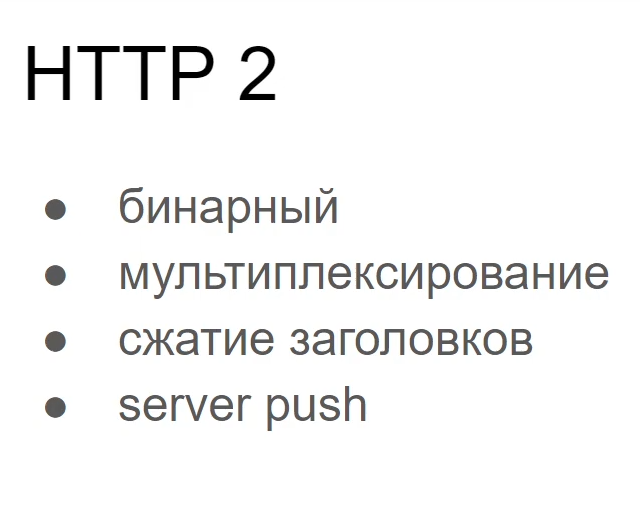 HTTP 2
● бинарный
● мультиплексирование
● сжатие заголовков
● server push